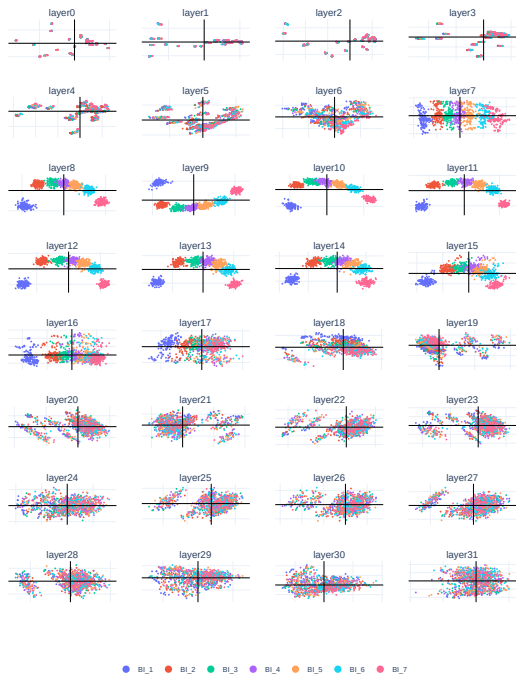 layer0 layer1 layer2 layer3
layer4 layer5 layer6 layer7
layer8 layer9 layer10 layer11
layer12 layer13 layer14 layer15
layer16 layer17 layer18 layer19
layer20 layer21 layer22 layer23
layer24 layer25 layer26 layer27
layer28 layer29 layer30 layer31
BI_1 BI_2 BI_3 BI_4 BI_5 BI_6 BI_7